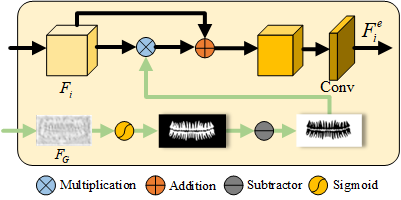 F_i^e
F_i
Conv
F_G
Multiplication Addition Subtractor Sigmoid